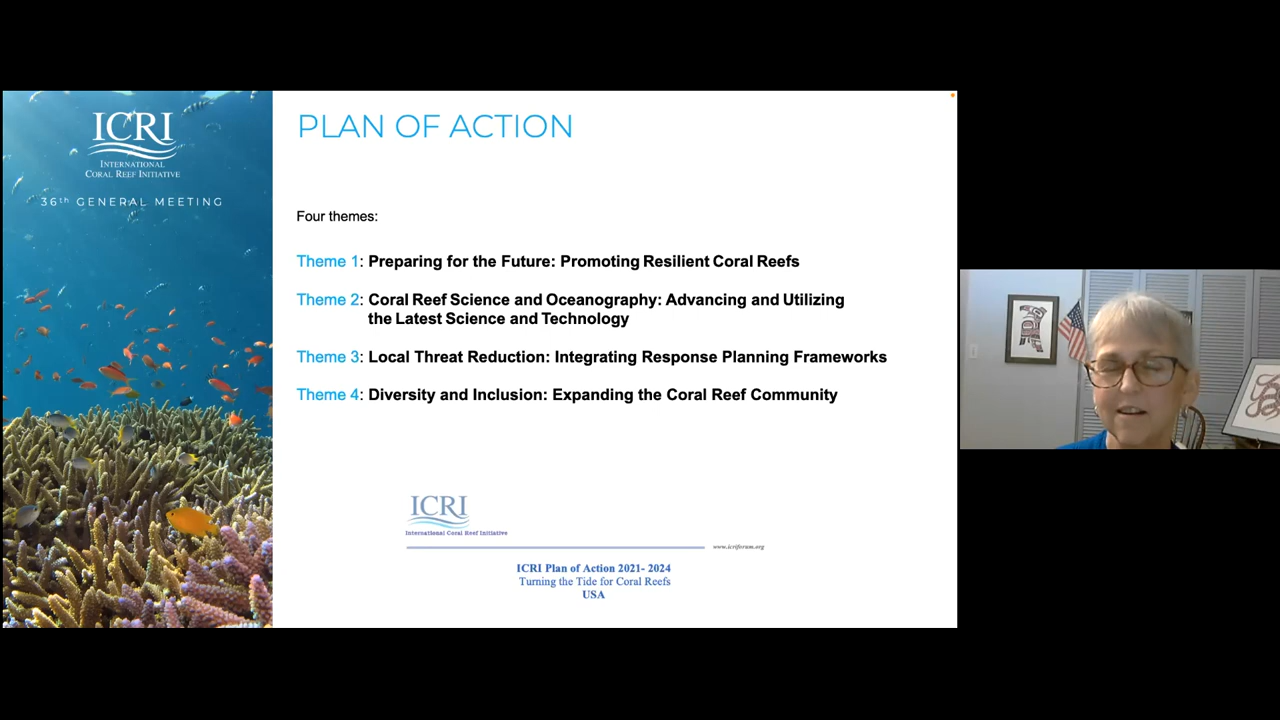 ICRI
INTERNATIONAL
CORAL REEF INITIATIVE
36th GENERAL MEETING
PLAN OF ACTION
Four themes:
Theme 1: Preparing for the Future: Promoting Resilient Coral Reefs
Theme 2: Coral Reef Science and Oceanography: Advancing and Utilizing
the Latest Science and Technology
Theme 3: Local Threat Reduction: Integrating Response Planning Frameworks
Theme 4: Diversity and Inclusion: Expanding the Coral Reef Community
ICRI
International Coral Reef Initiative
www.icriforum.org
ICRI Plan of Action 2021- 2024
Turning the Tide for Coral Reefs
USA